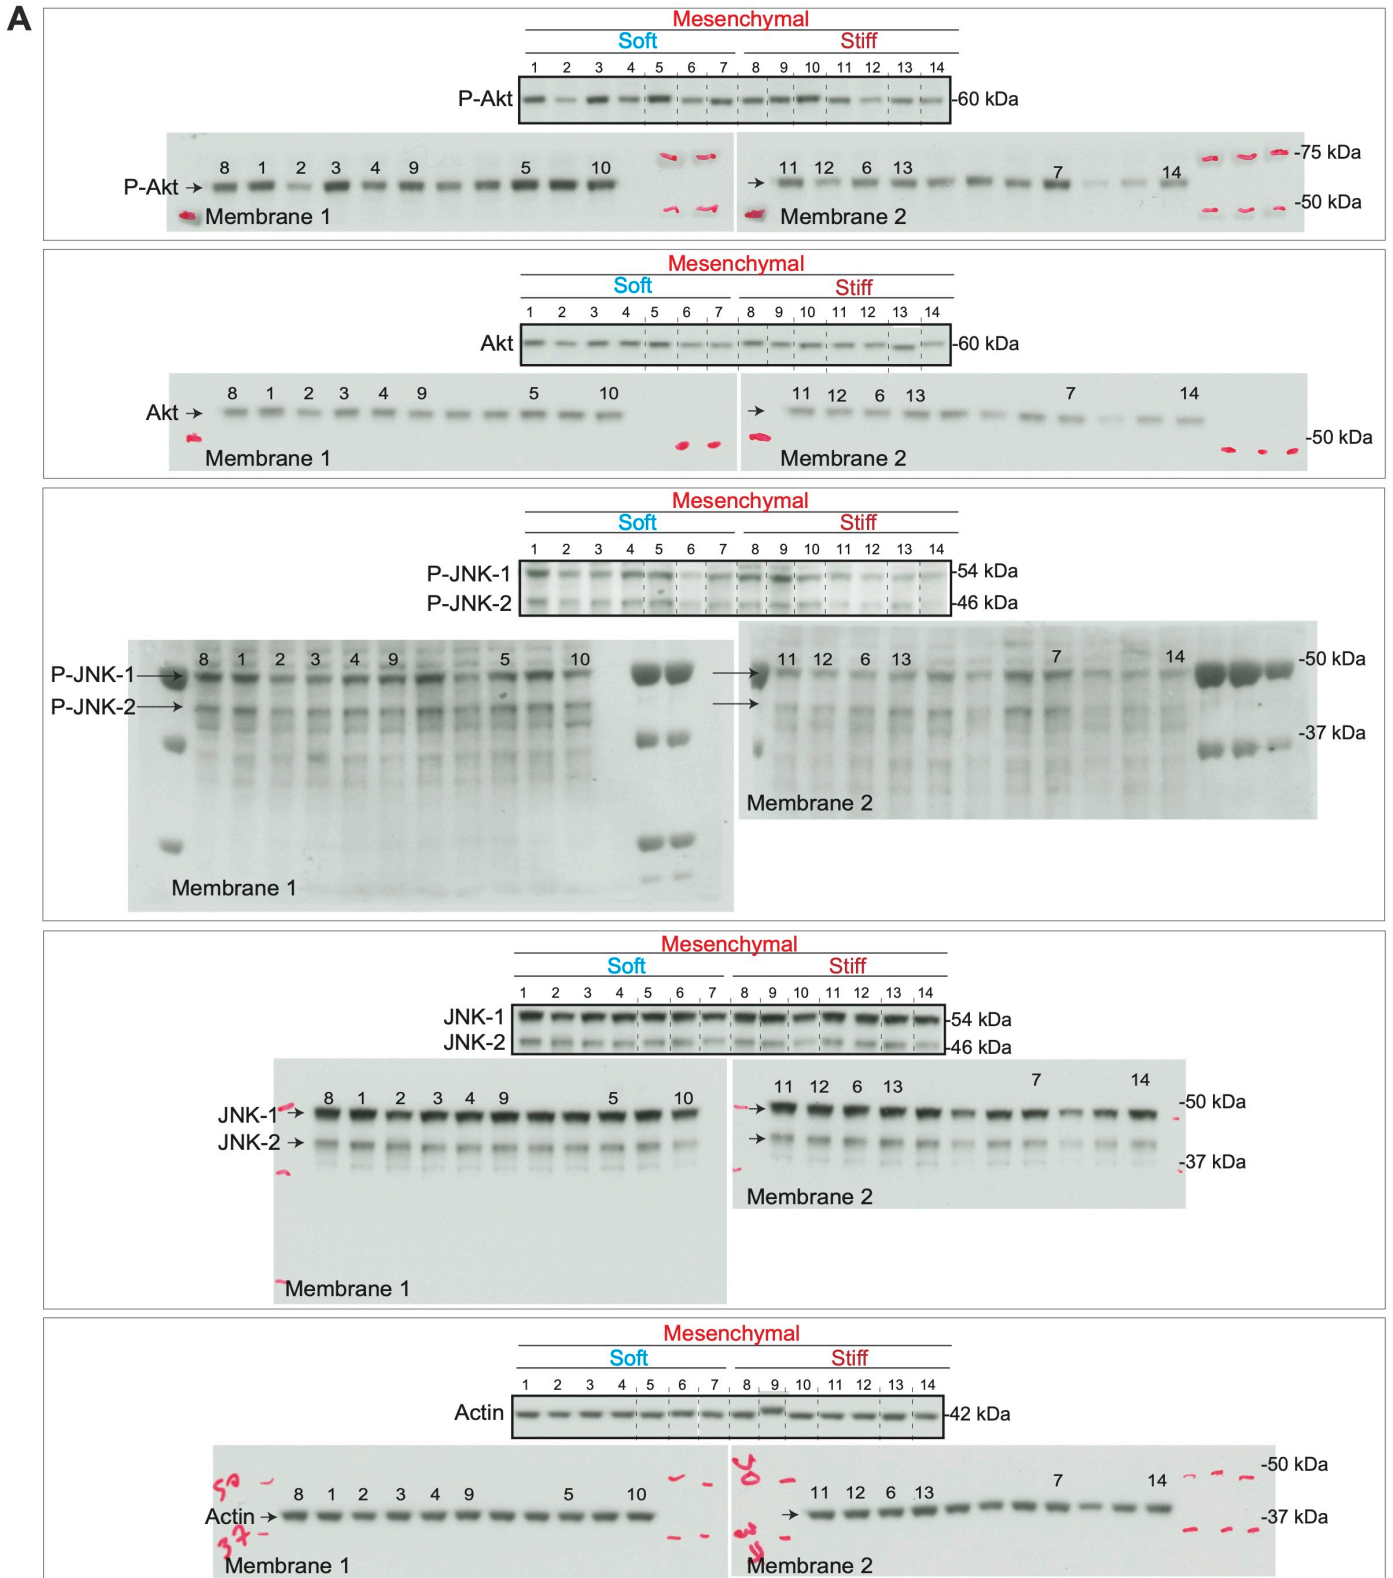 A
Mesenchymal
Soft Stiff
1 2 3 4 5 6 7 8 9 10 11 12 13 14
P-Akt -60 kDa
8 1 2 3 4 9 5 10 11 12 6 13 7 14 -75 kDa
P-Akt
-50 kDa
Membrane 1 Membrane 2
Mesenchymal
Soft Stiff
1 2 3 4 5 6 7 8 9 10 11 12 13 14
Akt -60 kDa
8 1 2 3 4 9 5 10 11 12 6 13 7 14
Akt
-50 kDa
Membrane 1 Membrane 2
Mesenchymal
Soft Stiff
1 2 3 4 5 6 7 8 9 10 11 12 13 14
P-JNK-1 -54 kDa
P-JNK-2 -46 kDa
8 1 2 3 4 9 5 10 11 12 6 13 7 14 -50 kDa
P-JNK-1
P-JNK-2
-37 kDa
Membrane 2
Membrane 1
Mesenchymal
Soft Stiff
1 2 3 4 5 6 7 8 9 10 11 12 13 14
JNK-1 -54 kDa
JNK-2 -46 kDa
8 1 2 3 4 9 5 10 11 12 6 13 7 14
JNK-1 -50 kDa
JNK-2
-37 kDa
Membrane 2
Membrane 1
Mesenchymal
Soft Stiff
1 2 3 4 5 6 7 8 9 10 11 12 13 14
Actin -42 kDa
50 50 -50 kDa
8 1 2 3 4 9 5 10 11 12 6 13 7 14
Actin -37 kDa
37
Membrane 1 Membrane 2